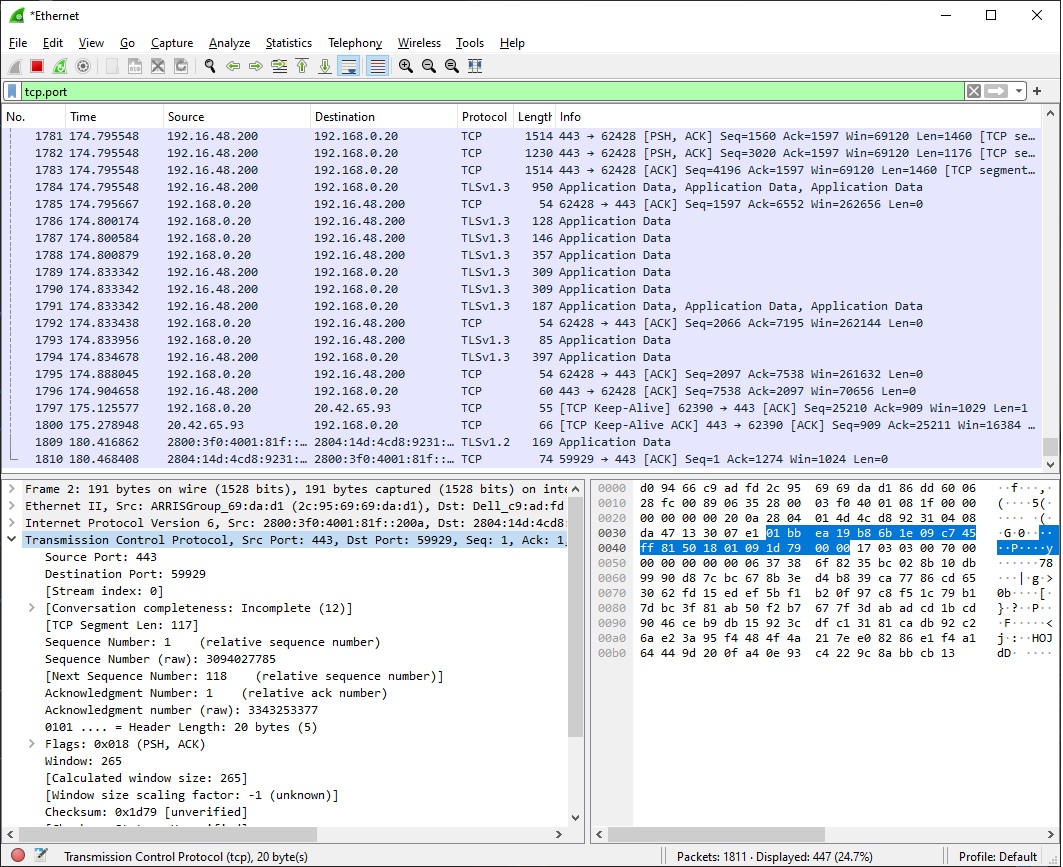 *Ethernet
File Edit View Go Capture Analyze Statistics Telephony Wireless Tools Help
tcp.port
No. Time Source Destination Protocol Length Info
1781 174.795548 192.16.48.200 192.168.0.20 TCP 1514 443 → 62428 [PSH, ACK] Seq=1560 Ack=1597 Win=69120 Len=1460 [TCP se…
1782 174.795548 192.16.48.200 192.168.0.20 TCP 1230 443 → 62428 [PSH, ACK] Seq=3020 Ack=1597 Win=69120 Len=1176 [TCP se…
1783 174.795548 192.16.48.200 192.168.0.20 TCP 1514 443 → 62428 [ACK] Seq=4196 Ack=1597 Win=69120 Len=1460 [TCP segment…
1784 174.795548 192.16.48.200 192.168.0.20 TLSv1.3 950 Application Data, Application Data, Application Data
1785 174.795667 192.168.0.20 192.16.48.200 TCP 54 62428 → 443 [ACK] Seq=1597 Ack=6552 Win=262656 Len=0
1786 174.800174 192.168.0.20 192.16.48.200 TLSv1.3 128 Application Data
1787 174.800584 192.168.0.20 192.16.48.200 TLSv1.3 146 Application Data
1788 174.800879 192.168.0.20 192.16.48.200 TLSv1.3 357 Application Data
1789 174.833342 192.16.48.200 192.168.0.20 TLSv1.3 309 Application Data
1790 174.833342 192.16.48.200 192.168.0.20 TLSv1.3 309 Application Data
1791 174.833342 192.16.48.200 192.168.0.20 TLSv1.3 187 Application Data, Application Data, Application Data
1792 174.833438 192.168.0.20 192.16.48.200 TCP 54 62428 → 443 [ACK] Seq=2066 Ack=7195 Win=262144 Len=0
1793 174.833956 192.168.0.20 192.16.48.200 TLSv1.3 85 Application Data
1794 174.834678 192.16.48.200 192.168.0.20 TLSv1.3 397 Application Data
1795 174.888045 192.168.0.20 192.16.48.200 TCP 54 62428 → 443 [ACK] Seq=2097 Ack=7538 Win=261632 Len=0
1796 174.904658 192.16.48.200 192.168.0.20 TCP 60 443 → 62428 [ACK] Seq=7538 Ack=2097 Win=70656 Len=0
1797 175.125577 192.168.0.20 20.42.65.93 TCP 55 [TCP Keep-Alive] 62390 → 443 [ACK] Seq=25210 Ack=909 Win=1029 Len=1
1800 175.278948 20.42.65.93 192.168.0.20 TCP 66 [TCP Keep-Alive ACK] 443 → 62390 [ACK] Seq=909 Ack=25211 Win=16384 …
1809 180.416862 2800:3f0:4001:81f::… 2804:14d:4cd8:9231:… TLSv1.2 169 Application Data
1810 180.468408 2804:14d:4cd8:9231:… 2800:3f0:4001:81f::… TCP 74 59929 → 443 [ACK] Seq=1 Ack=1274 Win=1024 Len=0
Frame 2: 191 bytes on wire (1528 bits), 191 bytes captured (1528 bits) on inte
Ethernet II, Src: ARRISGroup_69:da:d1 (2c:95:69:69:da:d1), Dst: Dell_c9:ad:fd
Internet Protocol Version 6, Src: 2800:3f0:4001:81f::200a, Dst: 2804:14d:4cd8
Transmission Control Protocol, Src Port: 443, Dst Port: 59929, Seq: 1, Ack: 1,
Source Port: 443
Destination Port: 59929
[Stream index: 0]
[Conversation completeness: Incomplete (12)]
[TCP Segment Len: 117]
Sequence Number: 1 (relative sequence number)
Sequence Number (raw): 3094027785
[Next Sequence Number: 118 (relative sequence number)]
Acknowledgment Number: 1 (relative ack number)
Acknowledgment number (raw): 3343253377
0101 .... = Header Length: 20 bytes (5)
Flags: 0x018 (PSH, ACK)
Window: 265
[Calculated window size: 265]
[Window size scaling factor: -1 (unknown)]
Checksum: 0x1d79 [unverified]
0000 d0 94 66 c9 ad fd 2c 95 69 69 da d1 86 dd 60 06 ··f···,·
0010 28 fc 00 89 06 35 28 00 03 f0 40 01 08 1f 00 00 (····5(·
0020 00 00 00 00 20 0a 28 04 01 4d 4c d8 92 31 04 08 ···· ·(·
0030 da 47 13 30 07 e1 01 bb ea 19 b8 6b 1e 09 c7 45 ·G·0····
0040 ff 81 50 18 01 09 1d 79 00 00 17 03 03 00 70 00 ··P····y
0050 00 00 00 00 00 06 37 38 6f 82 35 bc 02 8b 10 db ······78
0060 99 90 d8 7c bc 67 8b 3e d4 b8 39 ca 77 86 cd 65 ···|·g·>
0070 30 62 fd 15 ed ef 5b f1 b2 0f 97 c8 f5 1c 79 b1 0b····[·
0080 7d bc 3f 81 ab 50 f2 b7 67 7f 3d ab ad cd 1b cd }·?··P··
0090 90 46 ce b9 db 15 92 3c df c1 31 81 ca db 92 c2 ·F·····<
00a0 6a e2 3a 95 f4 48 4f 4a 21 7e e0 82 86 e1 f4 a1 j·:··HOJ
00b0 64 44 9d 20 0f a4 0e 93 c4 22 9c 8a bb cb 13 dD· ····
Transmission Control Protocol (tcp), 20 byte(s) Packets: 1811 · Displayed: 447 (24.7%) Profile: Default